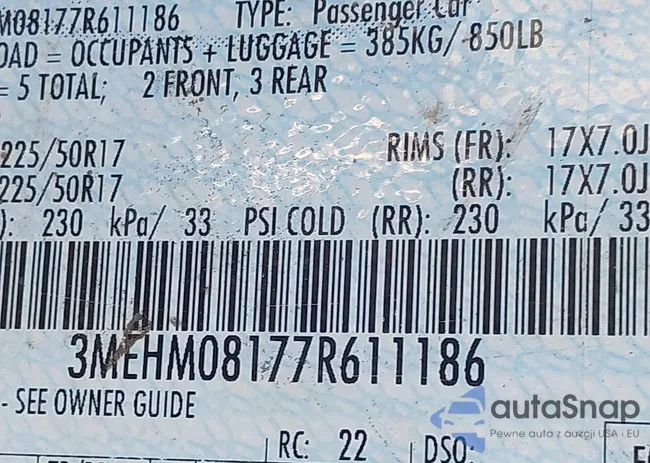 M08177R611186 TYPE: Passenger Car
OAD = OCCUPANTS + LUGGAGE = 385KG/-850LB
= 5 TOTAL; 2 FRONT, 3 REAR
225/50R17 RIMS (FR): 17X7.0J
225/50R17 (RR): 17X7.0J
): 230 kPa/ 33 PSI COLD (RR): 230 kPa/ 33
3MEHM08177R611186
- SEE OWNER GUIDE
autaSnap
Pewne auta z aukcji USA i EU
RC: 22 DSO: